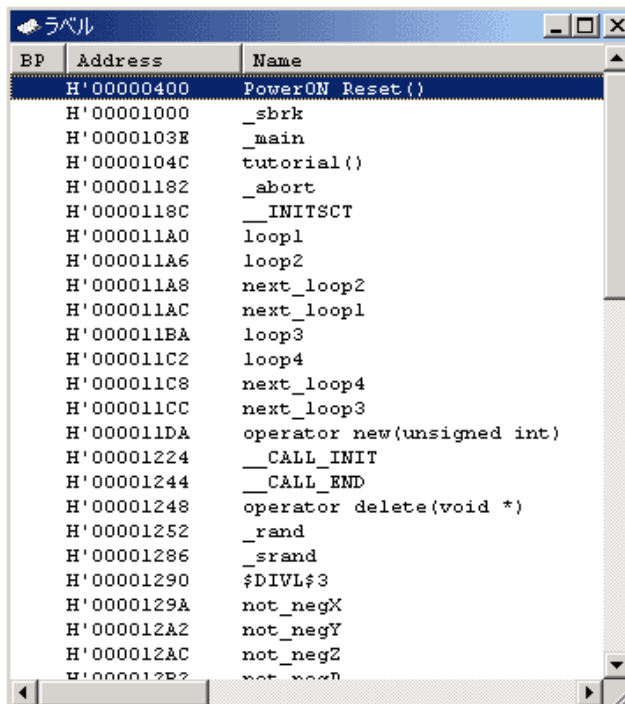 ラベル
BP Address Name
H'00000400 PowerON Reset()
H'00001000 _sbrk
H'0000103E _main
H'0000104C tutorial()
H'00001182 _abort
H'0000118C __INITSCT
H'000011A0 loop1
H'000011A6 loop2
H'000011A8 next_loop2
H'000011AC next_loop1
H'000011BA loop3
H'000011C2 loop4
H'000011C8 next_loop4
H'000011CC next_loop3
H'000011DA operator new(unsigned int)
H'00001224 __CALL_INIT
H'00001244 __CALL_END
H'00001248 operator delete(void *)
H'00001252 _rand
H'00001286 _srand
H'00001290 $DIVL$3
H'0000129A not_negX
H'000012A2 not_negY
H'000012AC not_negZ